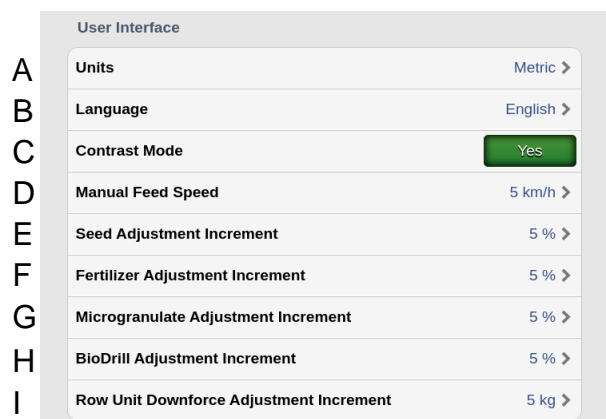 User Interface
A Units Metric
B Language English
C Contrast Mode Yes
D Manual Feed Speed 5 km/h
E Seed Adjustment Increment 5 %
F Fertilizer Adjustment Increment 5 %
G Microgranulate Adjustment Increment 5 %
H BioDrill Adjustment Increment 5 %
I Row Unit Downforce Adjustment Increment 5 kg